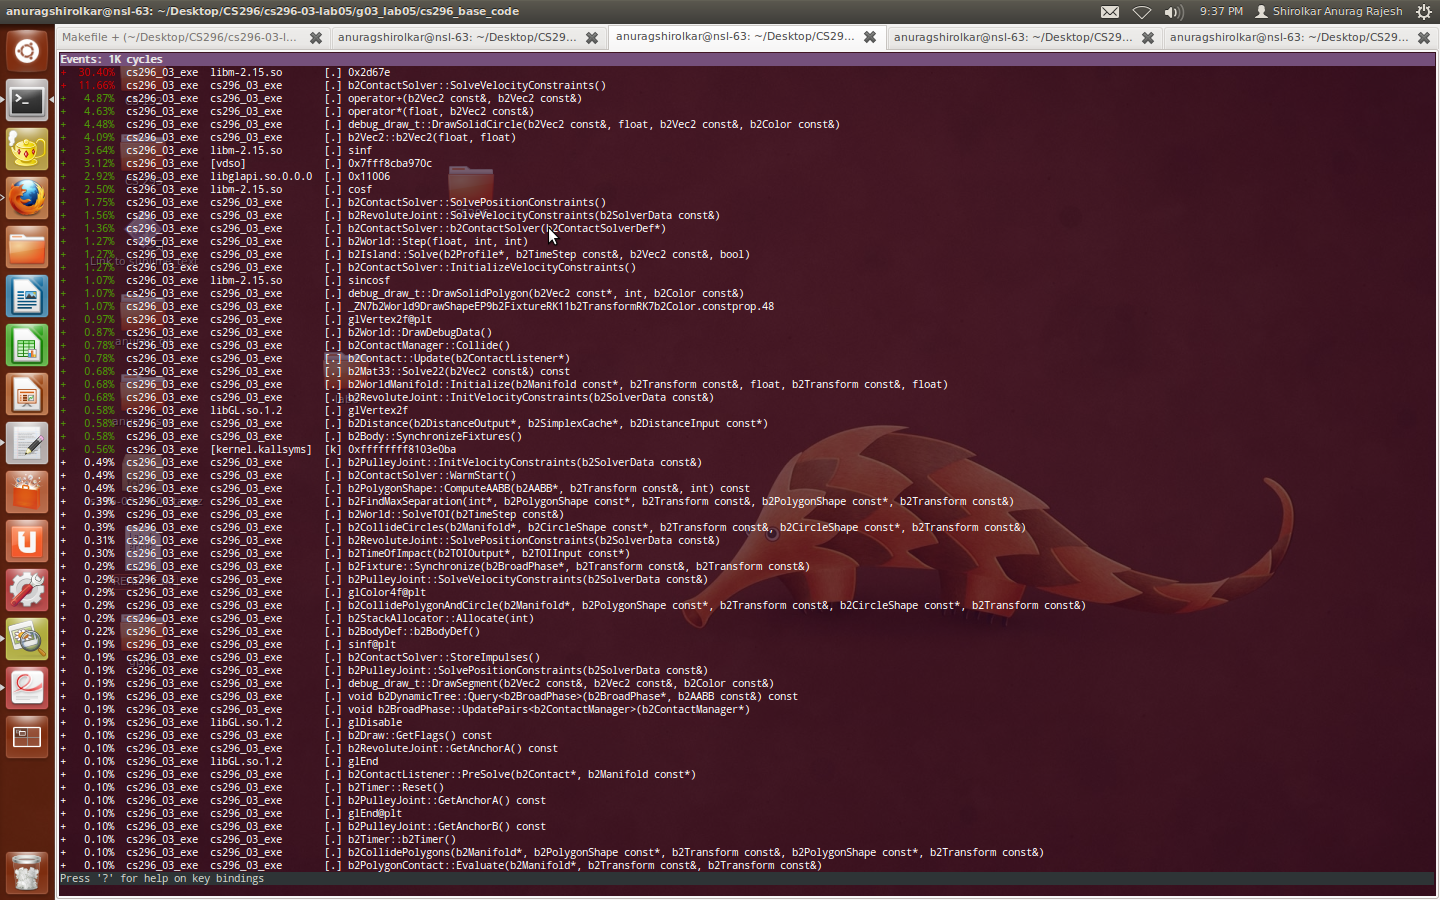 anuragshirolkar@nsl-63: ~/Desktop/CS296/cs296-03-lab05/g03_lab05/cs296_base_code
9:37 PM Shirolkar Anurag Rajesh
Makefile + (~/Desktop/CS296/cs296-03-l...
anuragshirolkar@nsl-63: ~/Desktop/CS29...
anuragshirolkar@nsl-63: ~/Desktop/CS29...
anuragshirolkar@nsl-63: ~/Desktop/CS29...
anuragshirolkar@nsl-63: ~/Desktop/CS29...
Events: 1K cycles
+ 30.40% cs296_03_exe libm-2.15.so [.] 0x2d67e
+ 11.66% cs296_03_exe cs296_03_exe [.] b2ContactSolver::SolveVelocityConstraints()
+ 4.87% cs296_03_exe cs296_03_exe [.] operator+(b2Vec2 const&, b2Vec2 const&)
+ 4.63% cs296_03_exe cs296_03_exe [.] operator*(float, b2Vec2 const&)
+ 4.48% cs296_03_exe cs296_03_exe [.] debug_draw_t::DrawSolidCircle(b2Vec2 const&, float, b2Vec2 const&, b2Color const&)
+ 4.09% cs296_03_exe cs296_03_exe [.] b2Vec2::b2Vec2(float, float)
+ 3.64% cs296_03_exe libm-2.15.so [.] sinf
+ 3.12% cs296_03_exe [vdso] [.] 0x7fff8cba970c
+ 2.92% cs296_03_exe libglapi.so.0.0.0 [.] 0x11006
+ 2.50% cs296_03_exe libm-2.15.so [.] cosf
+ 1.75% cs296_03_exe cs296_03_exe [.] b2ContactSolver::SolvePositionConstraints()
+ 1.56% cs296_03_exe cs296_03_exe [.] b2RevoluteJoint::SolveVelocityConstraints(b2SolverData const&)
+ 1.36% cs296_03_exe cs296_03_exe [.] b2ContactSolver::b2ContactSolver(b2ContactSolverDef*)
+ 1.27% cs296_03_exe cs296_03_exe [.] b2World::Step(float, int, int)
+ 1.27% cs296_03_exe cs296_03_exe [.] b2Island::Solve(b2Profile*, b2TimeStep const&, b2Vec2 const&, bool)
+ 1.27% cs296_03_exe cs296_03_exe [.] b2ContactSolver::InitializeVelocityConstraints()
+ 1.07% cs296_03_exe libm-2.15.so [.] sincosf
+ 1.07% cs296_03_exe cs296_03_exe [.] debug_draw_t::DrawSolidPolygon(b2Vec2 const*, int, b2Color const&)
+ 1.07% cs296_03_exe cs296_03_exe [.] _ZN7b2World9DrawShapeEP9b2FixtureRK11b2TransformRK7b2Color.constprop.48
+ 0.97% cs296_03_exe cs296_03_exe [.] glVertex2f@plt
+ 0.87% cs296_03_exe cs296_03_exe [.] b2World::DrawDebugData()
+ 0.78% cs296_03_exe cs296_03_exe [.] b2ContactManager::Collide()
+ 0.78% cs296_03_exe cs296_03_exe [.] b2Contact::Update(b2ContactListener*)
+ 0.68% cs296_03_exe cs296_03_exe [.] b2Mat33::Solve22(b2Vec2 const&) const
+ 0.68% cs296_03_exe cs296_03_exe [.] b2WorldManifold::Initialize(b2Manifold const*, b2Transform const&, float, b2Transform const&, float)
+ 0.68% cs296_03_exe cs296_03_exe [.] b2RevoluteJoint::InitVelocityConstraints(b2SolverData const&)
+ 0.58% cs296_03_exe libGL.so.1.2 [.] glVertex2f
+ 0.58% cs296_03_exe cs296_03_exe [.] b2Distance(b2DistanceOutput*, b2SimplexCache*, b2DistanceInput const*)
+ 0.58% cs296_03_exe cs296_03_exe [.] b2Body::SynchronizeFixtures()
+ 0.56% cs296_03_exe [kernel.kallsyms] [k] 0xffffffff8103e0ba
+ 0.49% cs296_03_exe cs296_03_exe [.] b2PulleyJoint::InitVelocityConstraints(b2SolverData const&)
+ 0.49% cs296_03_exe cs296_03_exe [.] b2ContactSolver::WarmStart()
+ 0.49% cs296_03_exe cs296_03_exe [.] b2PolygonShape::ComputeAABB(b2AABB*, b2Transform const&, int) const
+ 0.39% cs296_03_exe cs296_03_exe [.] b2FindMaxSeparation(int*, b2PolygonShape const*, b2Transform const&, b2PolygonShape const*, b2Transform const&)
+ 0.39% cs296_03_exe cs296_03_exe [.] b2World::SolveTOI(b2TimeStep const&)
+ 0.39% cs296_03_exe cs296_03_exe [.] b2CollideCircles(b2Manifold*, b2CircleShape const*, b2Transform const&, b2CircleShape const*, b2Transform const&)
+ 0.31% cs296_03_exe cs296_03_exe [.] b2RevoluteJoint::SolvePositionConstraints(b2SolverData const&)
+ 0.30% cs296_03_exe cs296_03_exe [.] b2TimeOfImpact(b2TOIOutput*, b2TOIInput const*)
+ 0.29% cs296_03_exe cs296_03_exe [.] b2Fixture::Synchronize(b2BroadPhase*, b2Transform const&, b2Transform const&)
+ 0.29% cs296_03_exe cs296_03_exe [.] b2PulleyJoint::SolveVelocityConstraints(b2SolverData const&)
+ 0.29% cs296_03_exe cs296_03_exe [.] glColor4f@plt
+ 0.29% cs296_03_exe cs296_03_exe [.] b2CollidePolygonAndCircle(b2Manifold*, b2PolygonShape const*, b2Transform const&, b2CircleShape const*, b2Transform const&)
+ 0.29% cs296_03_exe cs296_03_exe [.] b2StackAllocator::Allocate(int)
+ 0.22% cs296_03_exe cs296_03_exe [.] b2BodyDef::b2BodyDef()
+ 0.19% cs296_03_exe cs296_03_exe [.] sinf@plt
+ 0.19% cs296_03_exe cs296_03_exe [.] b2ContactSolver::StoreImpulses()
+ 0.19% cs296_03_exe cs296_03_exe [.] b2PulleyJoint::SolvePositionConstraints(b2SolverData const&)
+ 0.19% cs296_03_exe cs296_03_exe [.] debug_draw_t::DrawSegment(b2Vec2 const&, b2Vec2 const&, b2Color const&)
+ 0.19% cs296_03_exe cs296_03_exe [.] void b2DynamicTree::Query<b2BroadPhase>(b2BroadPhase*, b2AABB const&) const
+ 0.19% cs296_03_exe cs296_03_exe [.] void b2BroadPhase::UpdatePairs<b2ContactManager>(b2ContactManager*)
+ 0.19% cs296_03_exe libGL.so.1.2 [.] glDisable
+ 0.10% cs296_03_exe cs296_03_exe [.] b2Draw::GetFlags() const
+ 0.10% cs296_03_exe cs296_03_exe [.] b2RevoluteJoint::GetAnchorA() const
+ 0.10% cs296_03_exe libGL.so.1.2 [.] glEnd
+ 0.10% cs296_03_exe cs296_03_exe [.] b2ContactListener::PreSolve(b2Contact*, b2Manifold const*)
+ 0.10% cs296_03_exe cs296_03_exe [.] b2Timer::Reset()
+ 0.10% cs296_03_exe cs296_03_exe [.] b2PulleyJoint::GetAnchorA() const
+ 0.10% cs296_03_exe cs296_03_exe [.] glEnd@plt
+ 0.10% cs296_03_exe cs296_03_exe [.] b2PulleyJoint::GetAnchorB() const
+ 0.10% cs296_03_exe cs296_03_exe [.] b2Timer::b2Timer()
+ 0.10% cs296_03_exe cs296_03_exe [.] b2CollidePolygons(b2Manifold*, b2PolygonShape const*, b2Transform const&, b2PolygonShape const*, b2Transform const&)
+ 0.10% cs296_03_exe cs296_03_exe [.] b2PolygonContact::Evaluate(b2Manifold*, b2Transform const&, b2Transform const&)
Press '?' for help on key bindings